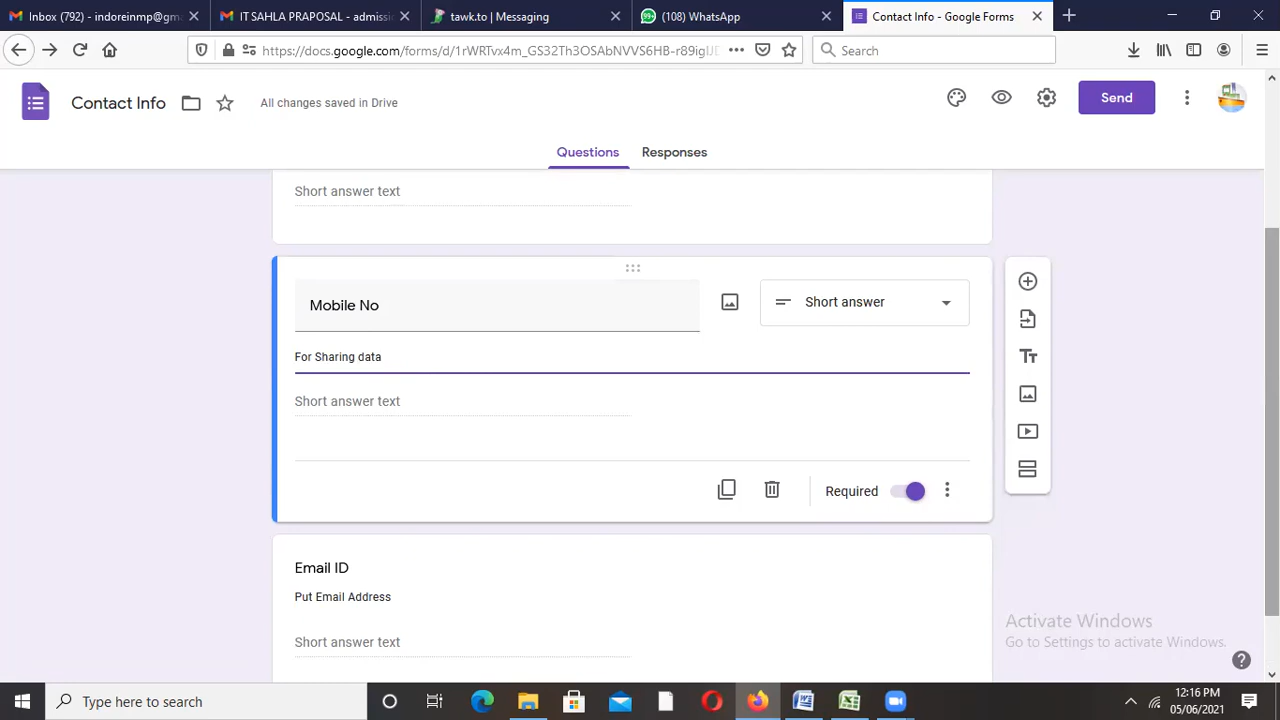 Inbox (792) - indoreinmp@gm
IT SAHLA PRAPOSAL - admissi
tawk.to | Messaging
(108) WhatsApp
Contact Info - Google Forms
https://docs.google.com/forms/d/1rWRTvx4m_GS32Th3OSAbNVVS6HB-r89igIJD
Search
Contact Info
All changes saved in Drive
Send
Questions
Responses
Short answer text
Mobile No
Short answer
For Sharing data
Short answer text
Required
Email ID
Put Email Address
Short answer text
Activate Windows
Go to Settings to activate Windows.
Type here to search
12:16 PM
05/06/2021